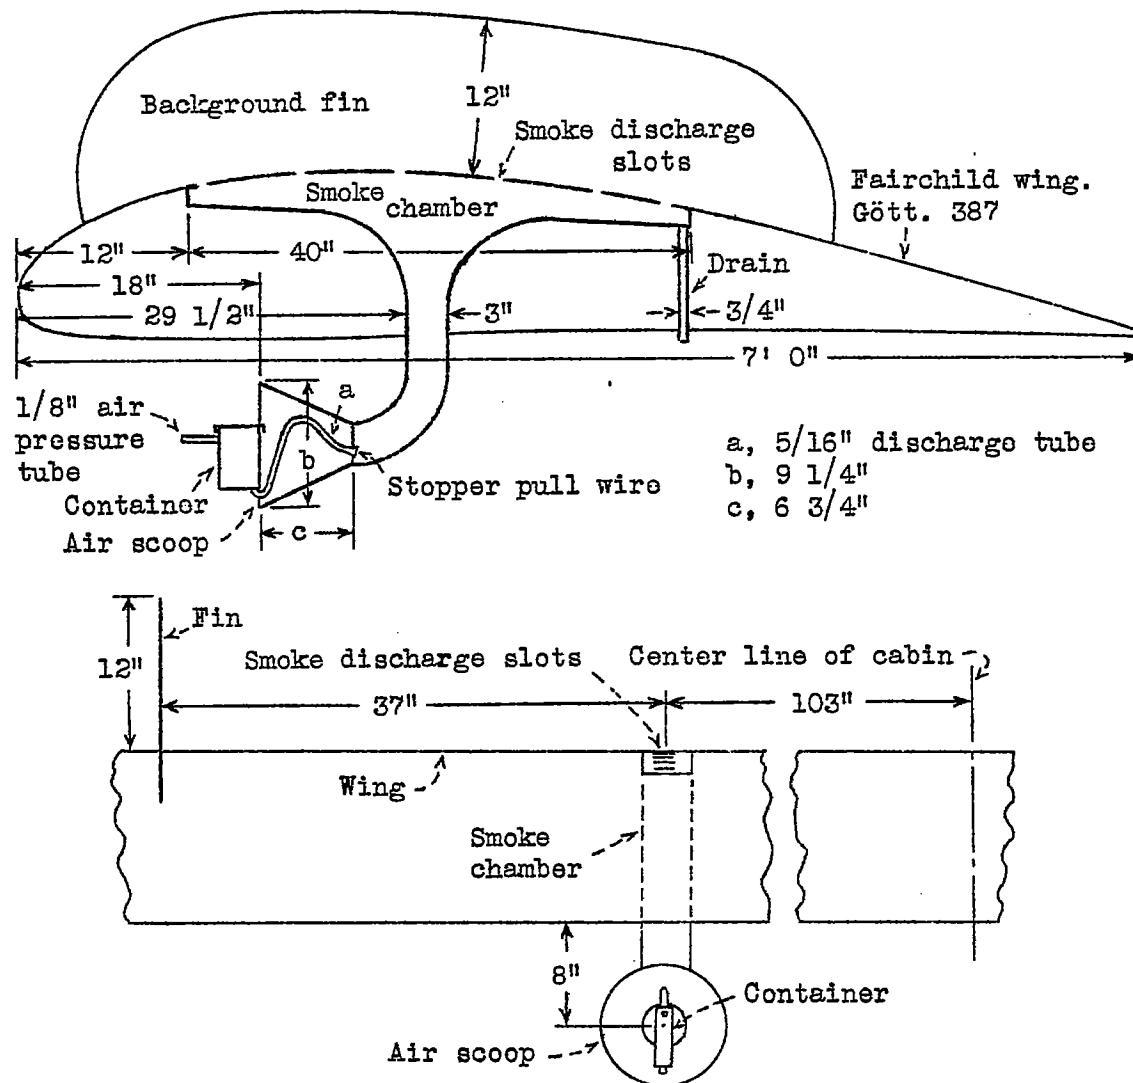 12"
Background fin
Smoke discharge
slots
Smoke
chamber
Fairchild wing.
Gött. 387
12"
40"
Drain
18"
29 1/2"
3"
3/4"
7' 0"
1/8" air
pressure
tube
a
b
a, 5/16" discharge tube
b, 9 1/4"
c, 6 3/4"
Container
Stopper pull wire
Air scoop
c
Fin
12"
Smoke discharge slots
Center line of cabin
37"
103"
Wing
Smoke
chamber
8"
Container
Air scoop